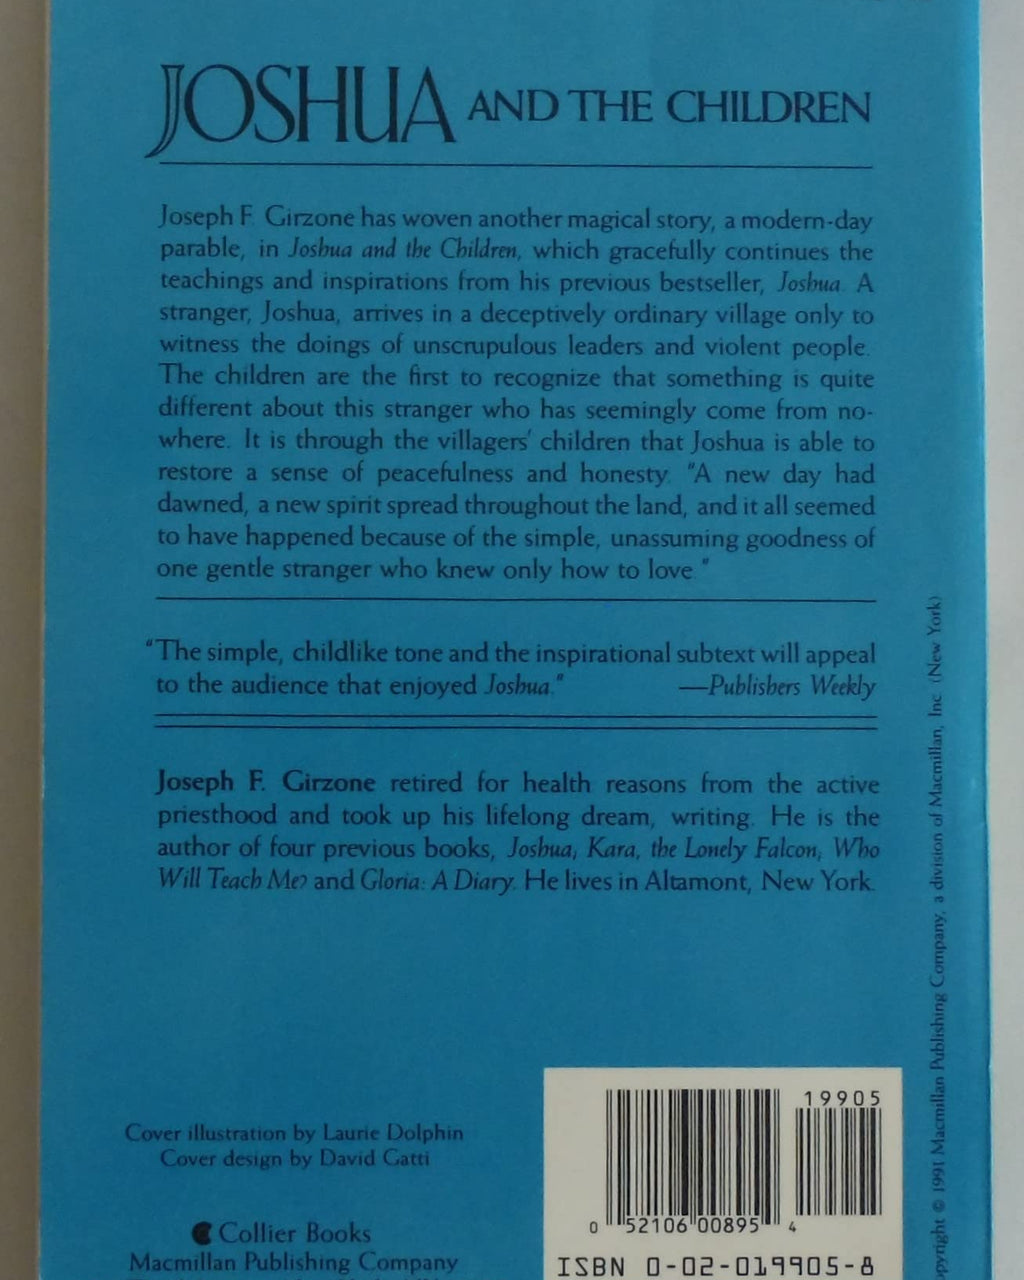 JOSHUA AND THE CHILDREN
Joseph F. Girzone has woven another magical story, a modern-day
parable, in Joshua and the Children, which gracefully continues the
teachings and inspirations from his previous bestseller, Joshua. A
stranger, Joshua, arrives in a deceptively ordinary village only to
witness the doings of unscrupulous leaders and violent people.
The children are the first to recognize that something is quite
different about this stranger who has seemingly come from no-
where. It is through the villagers' children that Joshua is able to
restore a sense of peacefulness and honesty. "A new day had
dawned, a new spirit spread throughout the land, and it all seemed
to have happened because of the simple, unassuming goodness of
one gentle stranger who knew only how to love."
"The simple, childlike tone and the inspirational subtext will appeal
to the audience that enjoyed Joshua." —Publishers Weekly
Joseph F. Girzone retired for health reasons from the active
priesthood and took up his lifelong dream, writing. He is the
author of four previous books, Joshua; Kara, the Lonely Falcon; Who
Will Teach Me? and Gloria: A Diary. He lives in Altamont, New York.
Cover illustration by Laurie Dolphin
Cover design by David Gatti
Collier Books
Macmillan Publishing Company
19905
0 52106 00895 4
ISBN 0-02-019905-8
© 1991 Macmillan Publishing Company, a division of Macmillan, Inc. (New York)